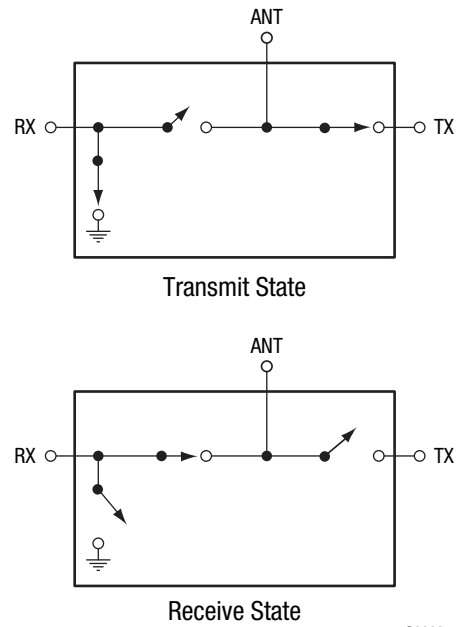 ANT
RX
TX
Transmit State
ANT
RX
TX
Receive State